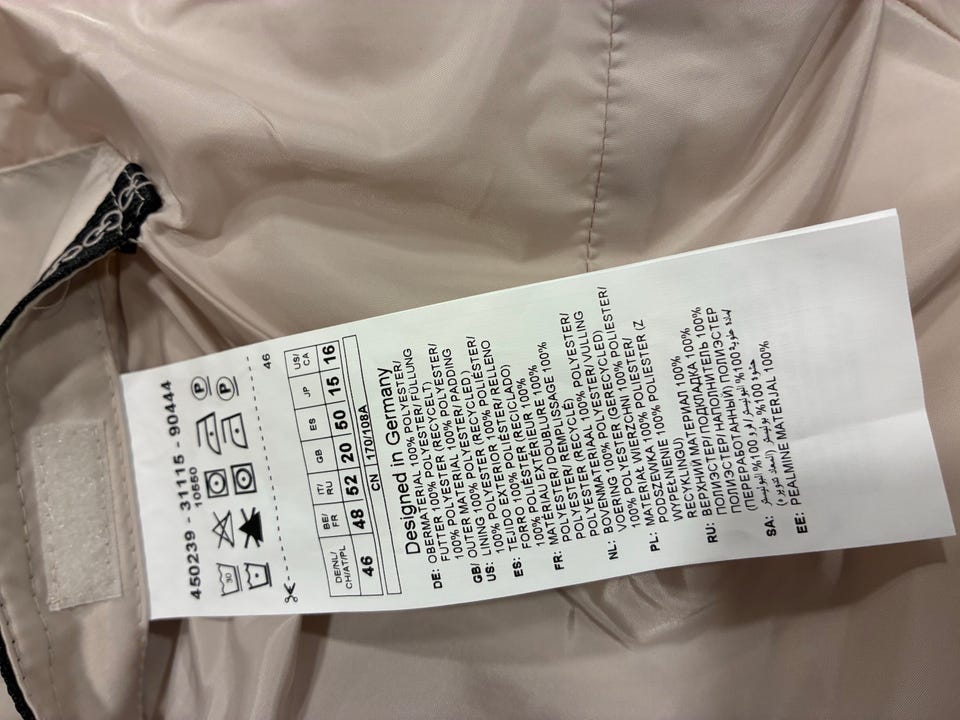 450239 - 31115 - 90444
10550
30
P
P
46
DE/NL/ CH/AT/PL BE/ FR IT/ RU GB ES JP US/ CA
46 48 52 20 50 15 16
CN 170/108A
Designed in Germany
DE: OBERMATERIAL 100% POLYESTER/
FUTTER 100% POLYESTER/ FÜLLUNG
100% POLYESTER (RECYCELT)
GB/ US: OUTER MATERIAL 100% POLYESTER/
LINING 100% POLYESTER/ PADDING
100% POLYESTER (RECYCLED)
ES: TEJIDO EXTERIOR 100% POLIÉSTER/
FORRO 100% POLIÉSTER/ RELLENO
100% POLIÉSTER (RECICLADO)
FR: MATÉRIAU EXTÉRIEUR 100%
POLYESTER/ DOUBLURE 100%
POLYESTER/ REMPLISSAGE 100%
POLYESTER (RECYCLÉ)
NL: BOVENMATERIAAL 100% POLYESTER/
VOERING 100% POLYESTER/ VULLING
100% POLYESTER (GERECYCLED)
PL: MATERIAŁ WIERZCHNI 100% POLIESTER/
PODSZEWKA 100% POLIESTER/
WYPEŁNIENIE 100% POLIESTER (Z
RECYKLINGU)
RU: ВЕРХНИЙ МАТЕРИАЛ 100%
ПОЛИЭСТЕР/ ПОДКЛАДКА 100%
ПОЛИЭСТЕР/ НАПОЛНИТЕЛЬ 100%
(ПЕРЕРАБОТАННЫЙ) ПОЛИЭСТЕР
SA:
EE: PEALMINE MATERJAL 100%